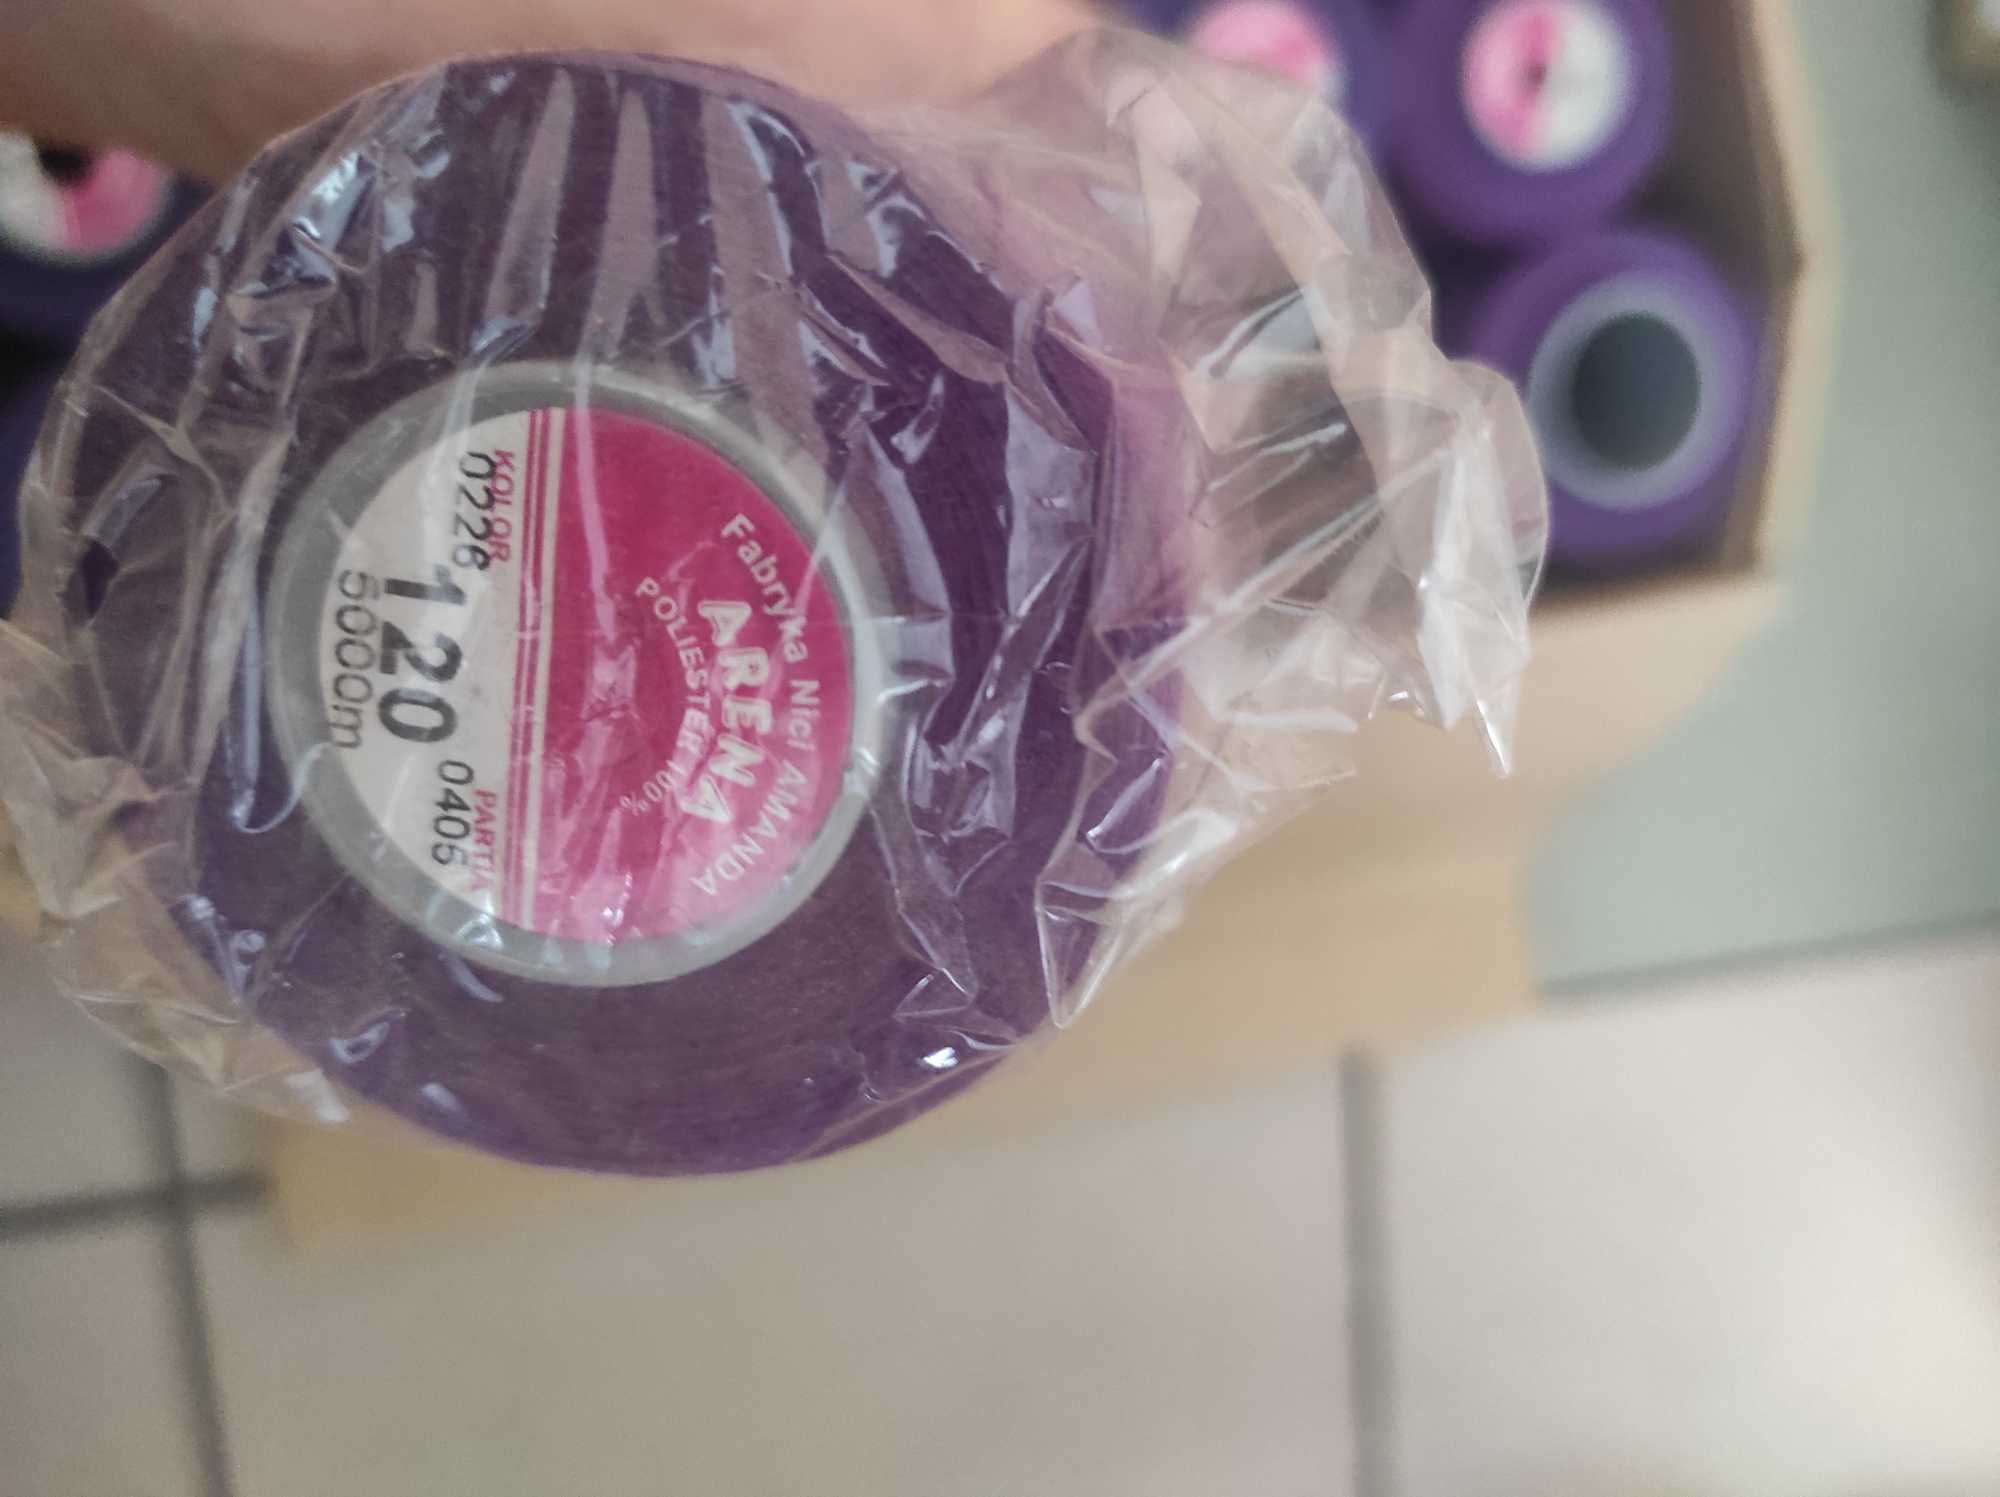 Fabryka Nici AMANDA
ARENA
POLIESTER 100%
KOLOR PARTIA
0226 0405
120
5000m